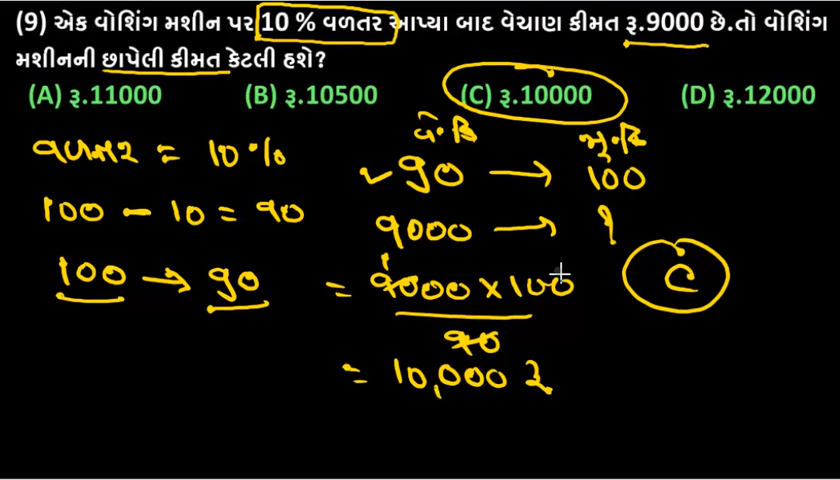 (9) એક વોશિંગ મશીન પર 10 % વળતર આપ્યા બાદ વેચાણ કીમત રૂ.9000 છે.તો વોશિંગ
મશીનની છાપેલી કીમત કેટલી હશે?
(A) રૂ.11000 (B) રૂ.10500 (C) રૂ.10000 (D) રૂ.12000
વળતર = 10%
100 - 10 = 90
100 → 90
વે.કિ મૂ.કિ
90 → 100
9000 → ?
= 9000 × 100
90
= 10,000 રૂ
C